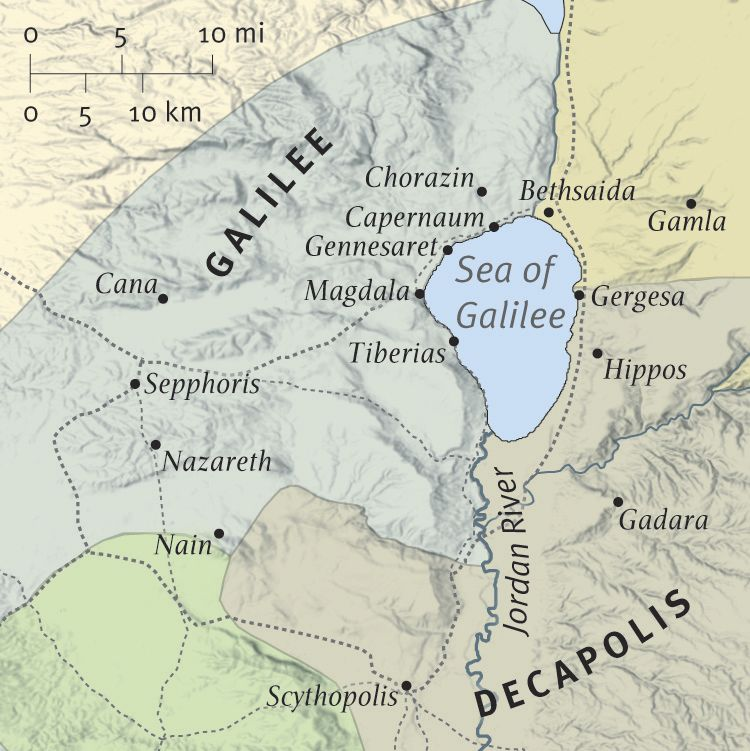 0 5 10 mi
0 5 10 km
GALILEE
Chorazin
Bethsaida
Capernaum
Gamla
Gennesaret
Sea of
Galilee
Cana
Magdala
Gergesa
Tiberias
Hippos
Sepphoris
Nazareth
Jordan River
Gadara
Nain
DECAPOLIS
Scythopolis